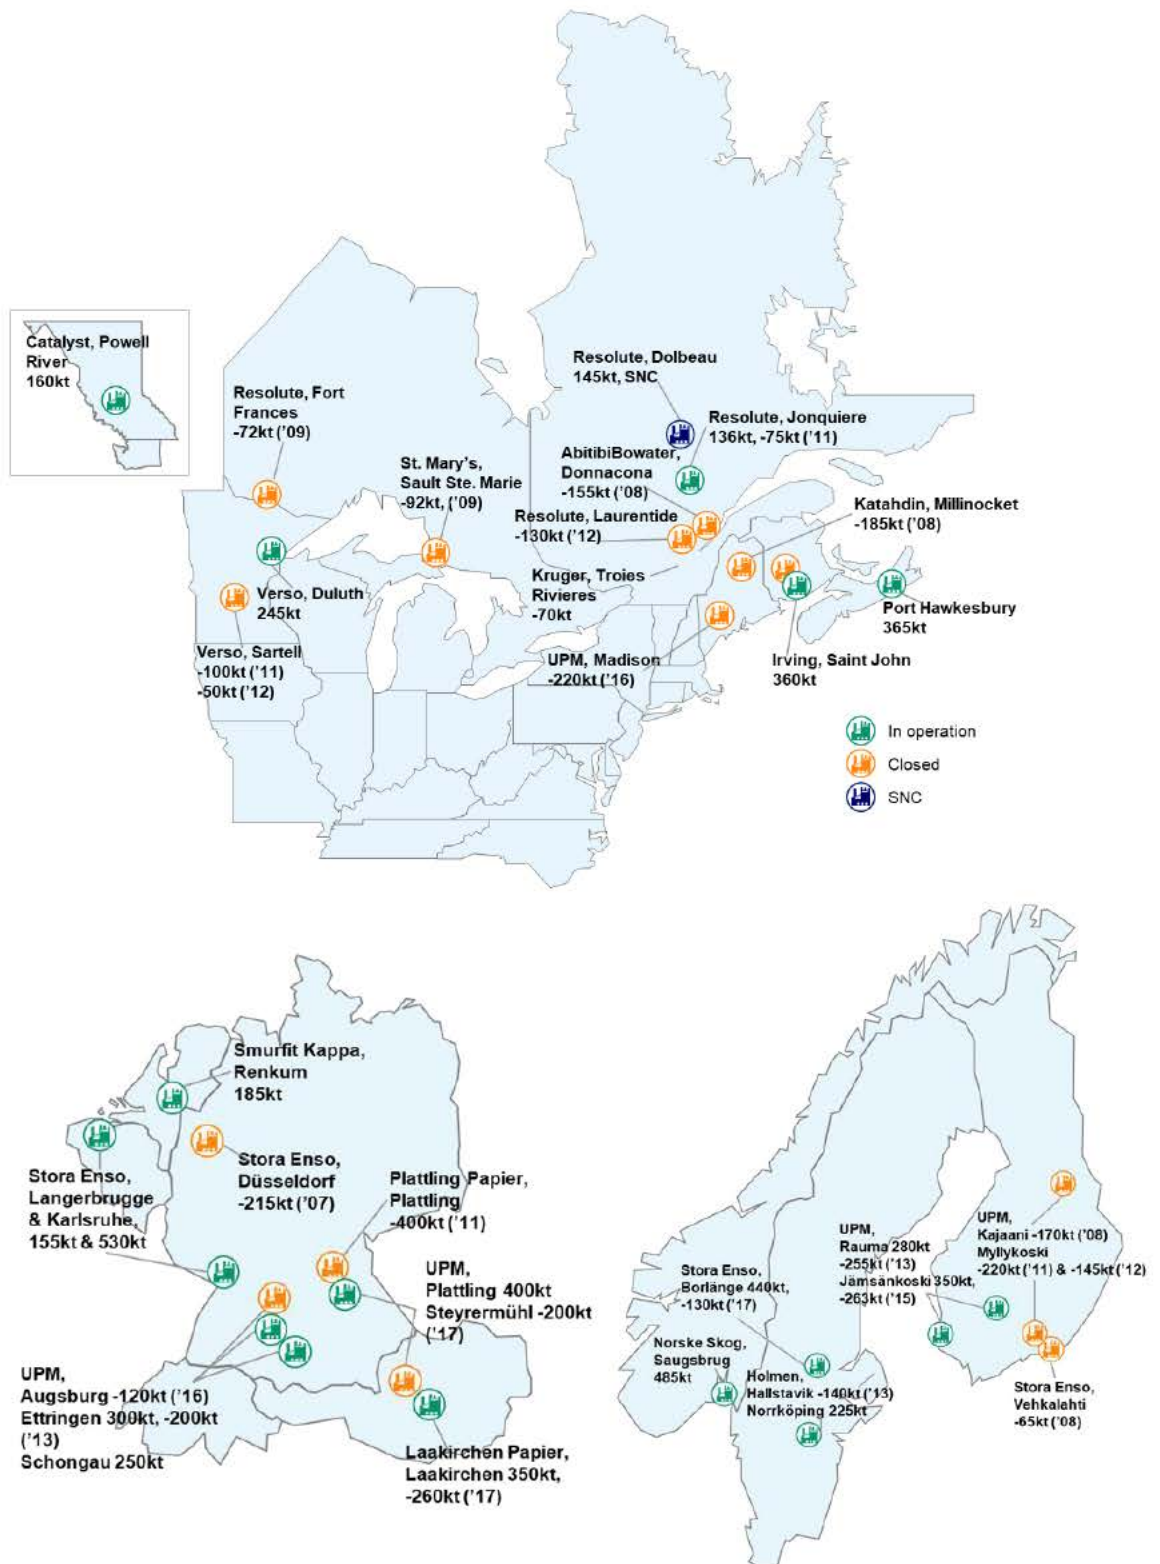 Catalyst, Powell
River
160kt
Resolute, Fort
Frances
-72kt ('09)
St. Mary's,
Sault Ste. Marie
-92kt, ('09)
Resolute, Dolbeau
145kt, SNC
Resolute, Jonquiere
136kt, -75kt ('11)
AbitibiBowater,
Donnacona
-155kt ('08)
Resolute, Laurentide
-130kt ('12)
Katahdin, Millinocket
-185kt ('08)
Kruger, Troies
Rivieres
-70kt
Verso, Duluth
245kt
Port Hawkesbury
365kt
Verso, Sartell
-100kt ('11)
-50kt ('12)
UPM, Madison
-220kt ('16)
Irving, Saint John
360kt
In operation
Closed
SNC
Smurfit Kappa,
Renkum
185kt
Stora Enso,
Düsseldorf
-215kt ('07)
Stora Enso,
Langerbrugge
& Karlsruhe,
155kt & 530kt
Plattling Papier,
Plattling
-400kt ('11)
UPM,
Plattling 400kt
Steyrermühl -200kt
('17)
UPM,
Augsburg -120kt ('16)
Ettringen 300kt, -200kt
('13)
Schongau 250kt
Laakirchen Papier,
Laakirchen 350kt,
-260kt ('17)
UPM,
Rauma 280kt
-255kt ('13)
Jämsänkoski 350kt,
-263kt ('15)
UPM,
Kajaani -170kt ('08)
Myllykoski
-220kt ('11) & -145kt ('12)
Stora Enso,
Borlänge 440kt,
-130kt ('17)
Norske Skog,
Saugsbrug
485kt
Holmen,
Hallstavik -140kt ('13)
Norrköping 225kt
Stora Enso,
Vehkalahti
-65kt ('08)